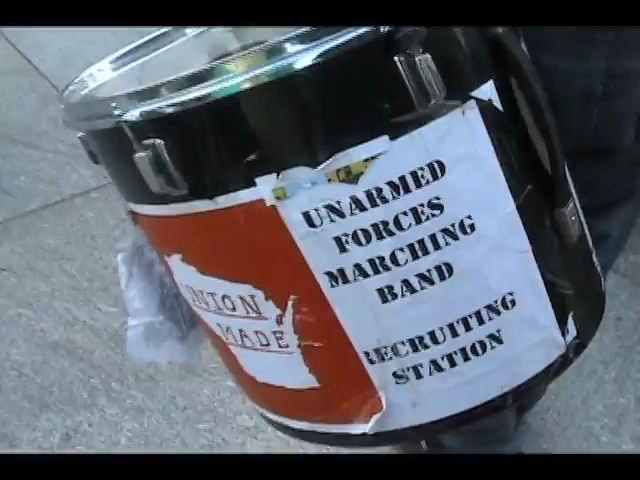 UNION
MADE
UNARMED
FORCES
MARCHING
BAND
RECRUITING
STATION